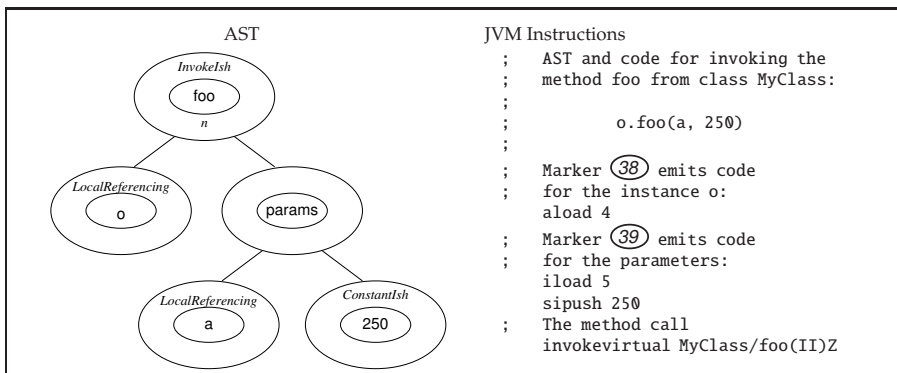 AST
InvokeIsh
foo
n
LocalReferencing
o
params
LocalReferencing
a
ConstantIsh
250
JVM Instructions
; AST and code for invoking the
; method foo from class MyClass:
;
; o.foo(a, 250)
;
; Marker 38 emits code
; for the instance o:
aload 4
; Marker 39 emits code
; for the parameters:
iload 5
sipush 250
; The method call
invokevirtual MyClass/foo(II)Z